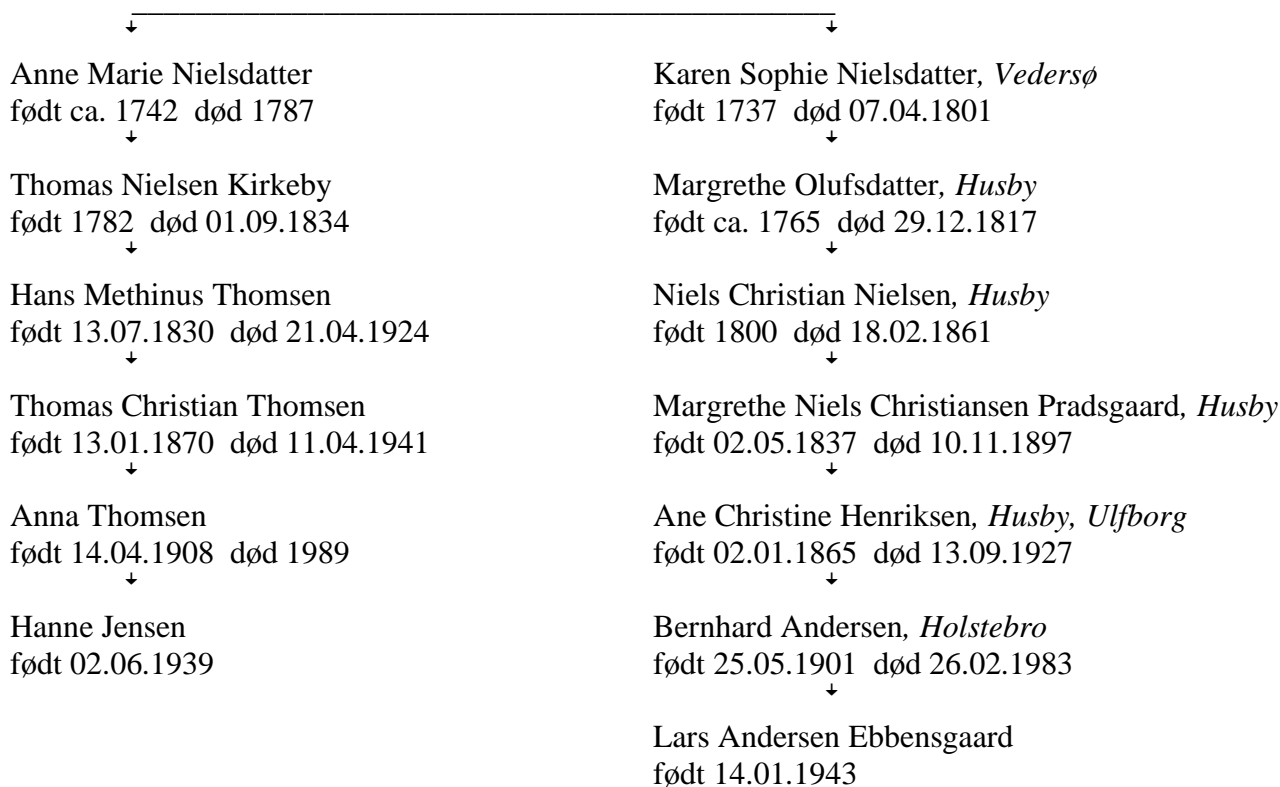 Anne Marie Nielsdatter
født ca. 1742 død 1787
Thomas Nielsen Kirkeby
født 1782 død 01.09.1834
Hans Methinus Thomsen
født 13.07.1830 død 21.04.1924
Thomas Christian Thomsen
født 13.01.1870 død 11.04.1941
Anna Thomsen
født 14.04.1908 død 1989
Hanne Jensen
født 02.06.1939
Karen Sophie Nielsdatter, Vedersø
født 1737 død 07.04.1801
Margrethe Olufsdatter, Husby
født ca. 1765 død 29.12.1817
Niels Christian Nielsen, Husby
født 1800 død 18.02.1861
Margrethe Niels Christiansen Pradsgaard, Husby
født 02.05.1837 død 10.11.1897
Ane Christine Henriksen, Husby, Ulfborg
født 02.01.1865 død 13.09.1927
Bernhard Andersen, Holstebro
født 25.05.1901 død 26.02.1983
Lars Andersen Ebbensgaard
født 14.01.1943